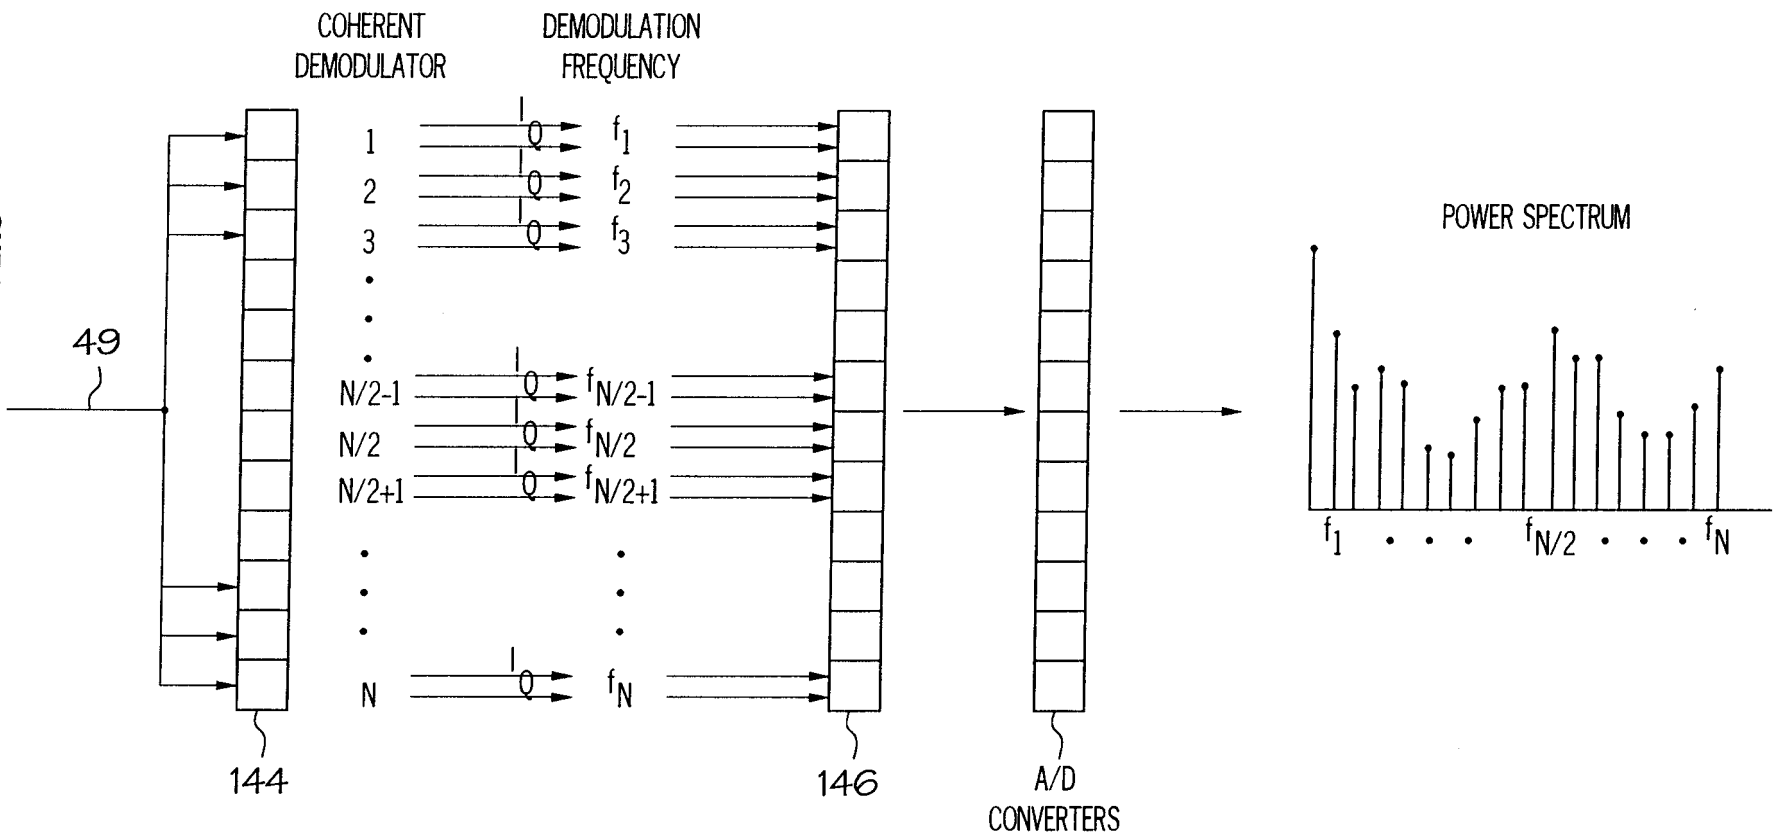 COHERENT
DEMODULATOR
DEMODULATION
FREQUENCY
POWER SPECTRUM
1 I Q f1
2 I Q f2
3 I Q f3
N/2-1 I Q fN/2-1
N/2 I Q fN/2
N/2+1 I Q fN/2+1
N I Q fN
49
f1 • • • fN/2 • • • fN
144
146
A/D
CONVERTERS